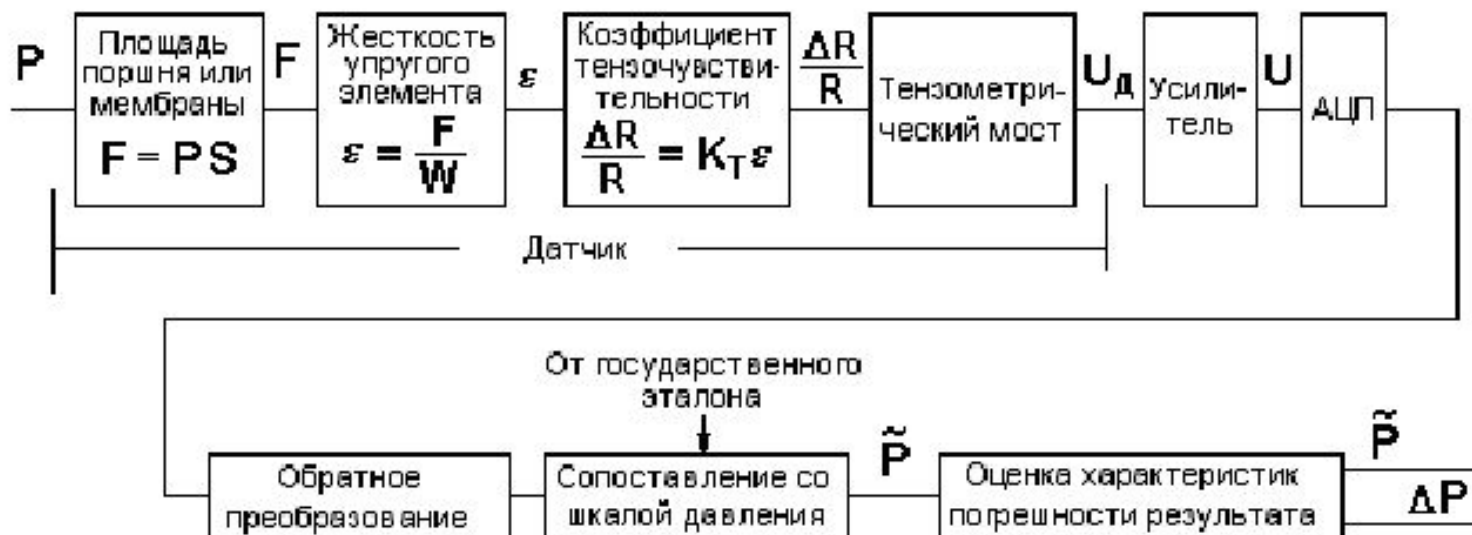 P
Площадь
поршня или
мембраны
F = PS
F
Жесткость
упругого
элемента
ε = F/W
ε
Коэффициент
тензочувстви-
тельности
ΔR/R = KТ ε
ΔR/R
Тензометри-
ческий мост
UД
Усили-
тель
U
АЦП
Датчик
От государственного
эталона
Обратное
преобразование
Сопоставление со
шкалой давления
P̃
Оценка характеристик
погрешности результата
P̃
ΔP